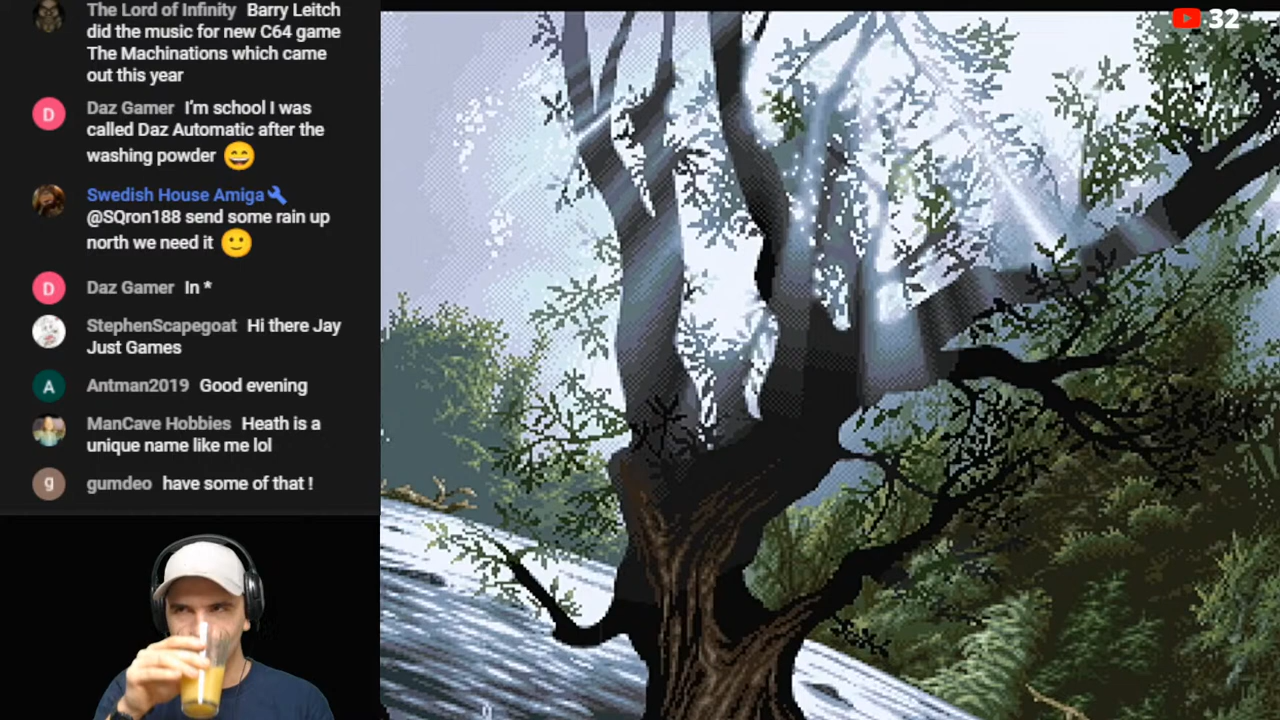 The Lord of Infinity Barry Leitch
did the music for new C64 game
The Machinations which came
out this year
D Daz Gamer I'm school I was
called Daz Automatic after the
washing powder 😄
Swedish House Amiga
@SQron188 send some rain up
north we need it 🙂
D Daz Gamer In *
StephenScapegoat Hi there Jay
Just Games
A Antman2019 Good evening
ManCave Hobbies Heath is a
unique name like me lol
g gumdeo have some of that !
32